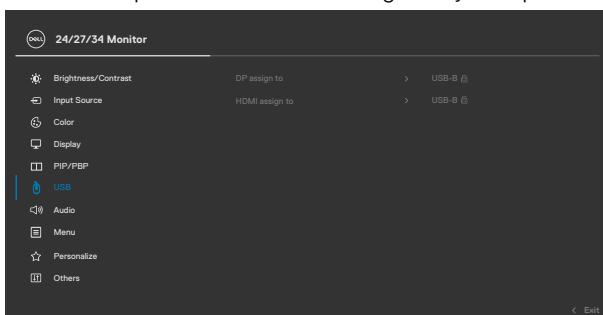 DELL 24/27/34 Monitor
Brightness/Contrast DP assign to > USB-B
Input Source HDMI assign to > USB-B
Color
Display
PIP/PBP
USB
Audio
Menu
Personalize
Others
< Exit